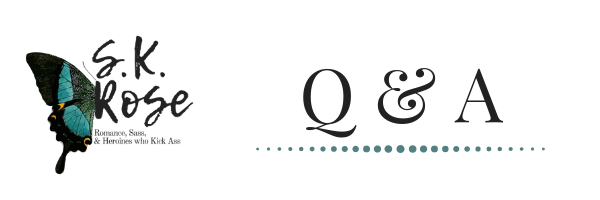 S.K.
Rose
Romance, Sass,
& Heroines who Kick Ass
Q & A